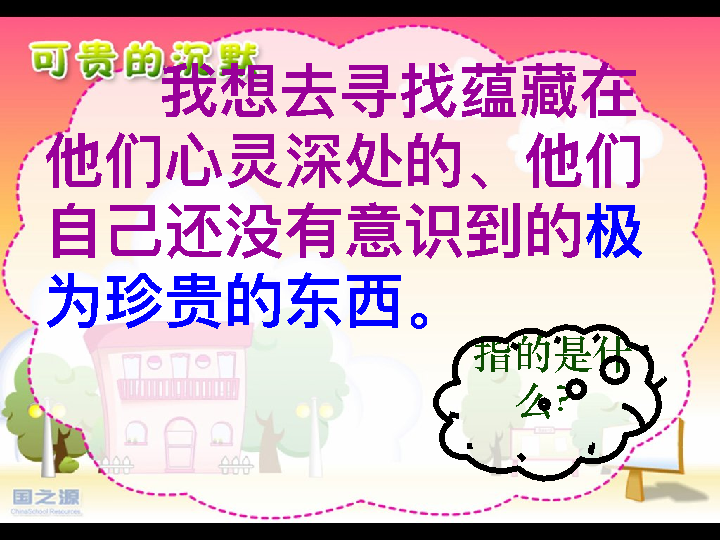 可贵的沉默
我想去寻找蕴藏在
他们心灵深处的、他们
自己还没有意识到的极
为珍贵的东西。
指的是什
么?
国之源
ChinaSchool Resources